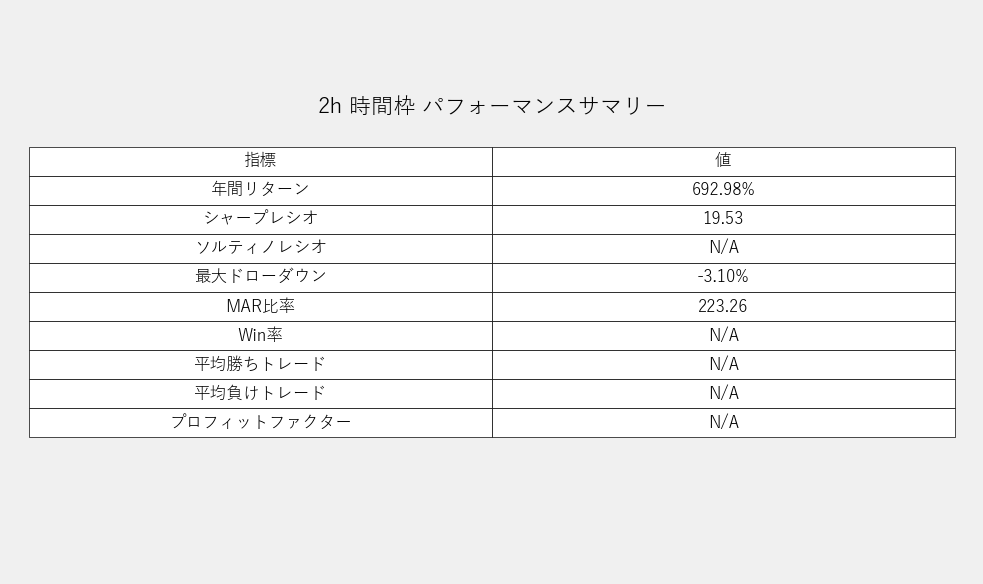 2h 時間枠 パフォーマンスサマリー
指標 値
年間リターン 692.98%
シャープレシオ 19.53
ソルティノレシオ N/A
最大ドローダウン -3.10%
MAR比率 223.26
Win率 N/A
平均勝ちトレード N/A
平均負けトレード N/A
プロフィットファクター N/A